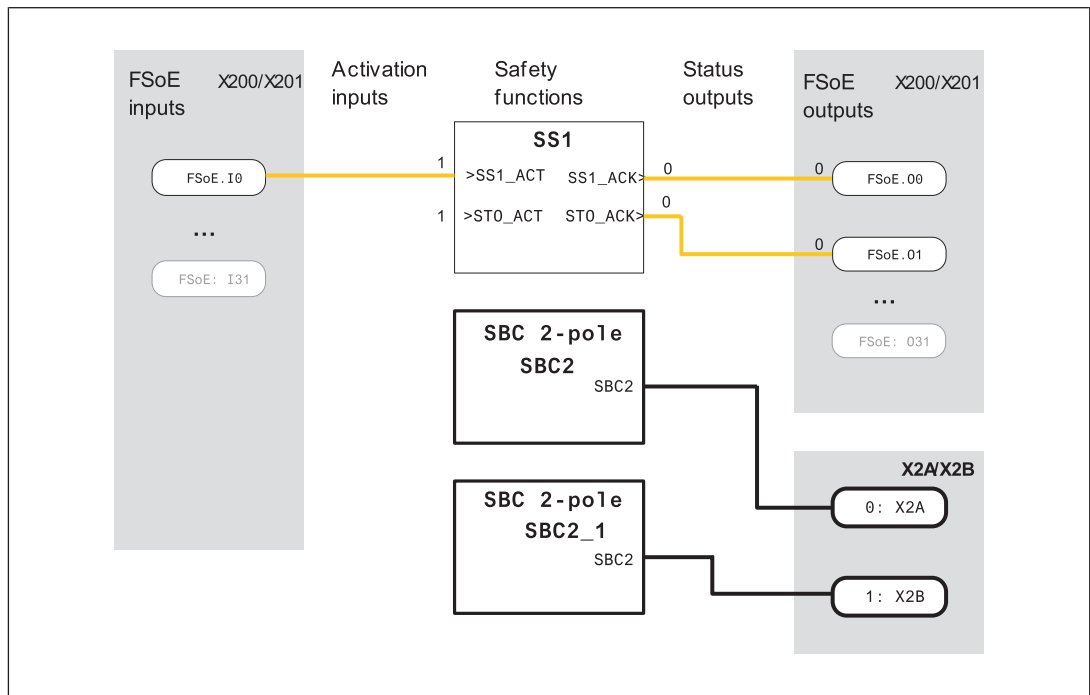 FSoE
inputs
X200/X201
Activation
inputs
Safety
functions
Status
outputs
FSoE
outputs
X200/X201
SS1
FSoE.I0
1
>SS1_ACT
SS1_ACK>
0
0
FSoE.O0
1
>STO_ACT
STO_ACK>
0
...
0
FSoE.O1
FSoE: I31
...
FSoE: O31
SBC 2-pole
SBC2
SBC2
X2A/X2B
0: X2A
SBC 2-pole
SBC2_1
SBC2
1: X2B